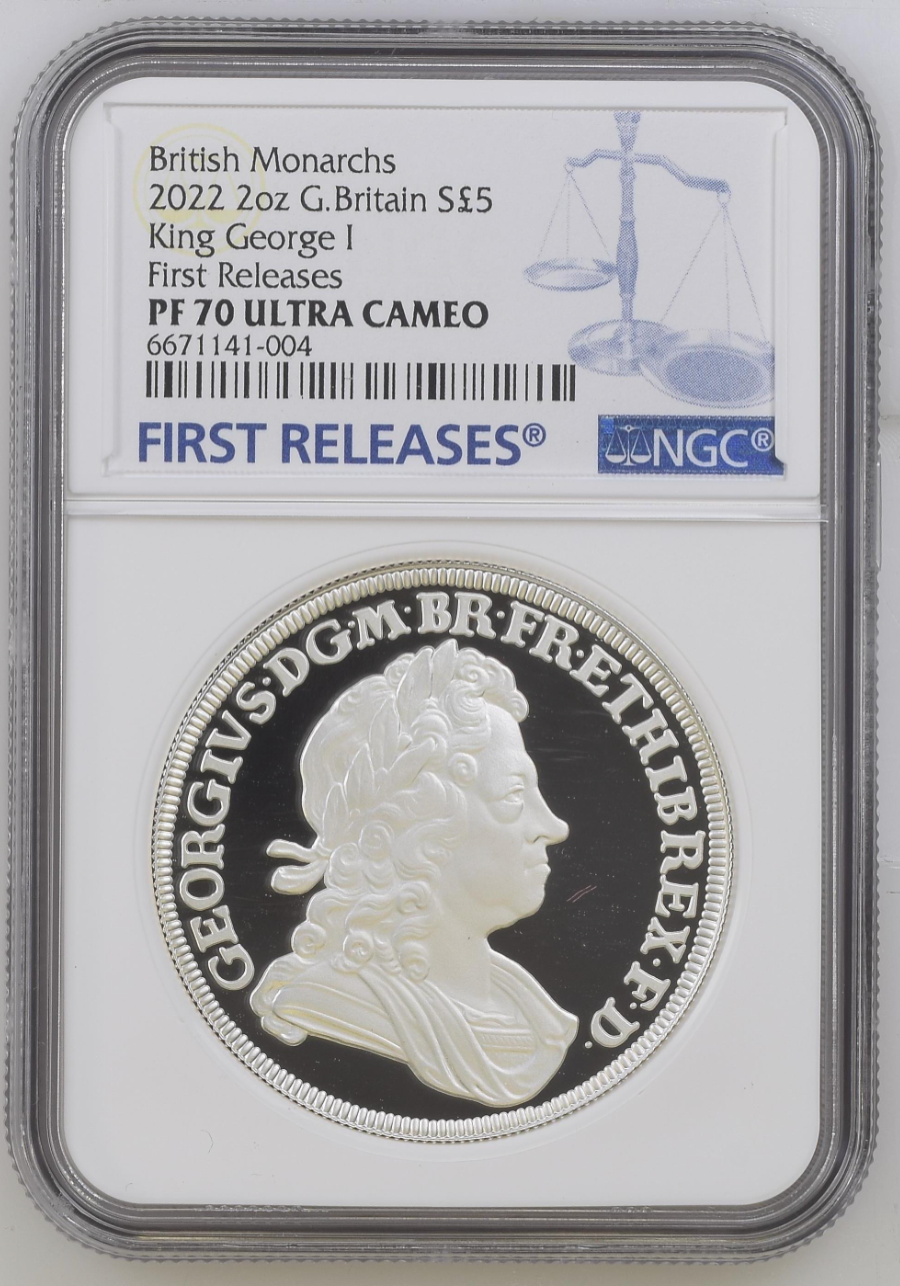 British Monarchs
2022 2oz G.Britain S£5
King George I
First Releases
PF 70 ULTRA CAMEO
6671141-004
FIRST RELEASES®
NGC®
GEORGIVS·D·G·M·BR·FR·ET·HIB·REX·F·D·